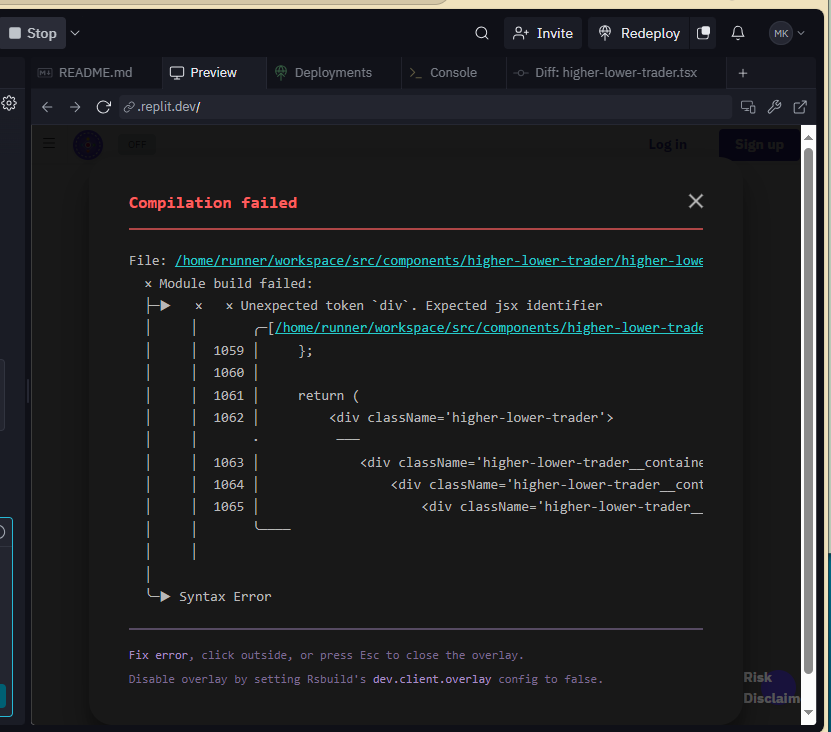 Stop
Invite
Redeploy
MK
README.md
Preview
Deployments
Console
Diff: higher-lower-trader.tsx
.replit.dev/
OFF
Log in
Sign up
Compilation failed
File: /home/runner/workspace/src/components/higher-lower-trader/higher-lowe
× Module build failed:
├─▶ × × Unexpected token `div`. Expected jsx identifier
│ │ ╭─[/home/runner/workspace/src/components/higher-lower-trade
│ │ 1059 │ };
│ │ 1060 │
│ │ 1061 │ return (
│ │ 1062 │ <div className='higher-lower-trader'>
│ │ · ───
│ │ 1063 │ <div className='higher-lower-trader__containe
│ │ 1064 │ <div className='higher-lower-trader__cont
│ │ 1065 │ <div className='higher-lower-trader__
│ │ ╰────
│ │
│
╰─▶ Syntax Error
Fix error, click outside, or press Esc to close the overlay.
Disable overlay by setting Rsbuild's dev.client.overlay config to false.
Risk
Disclaim